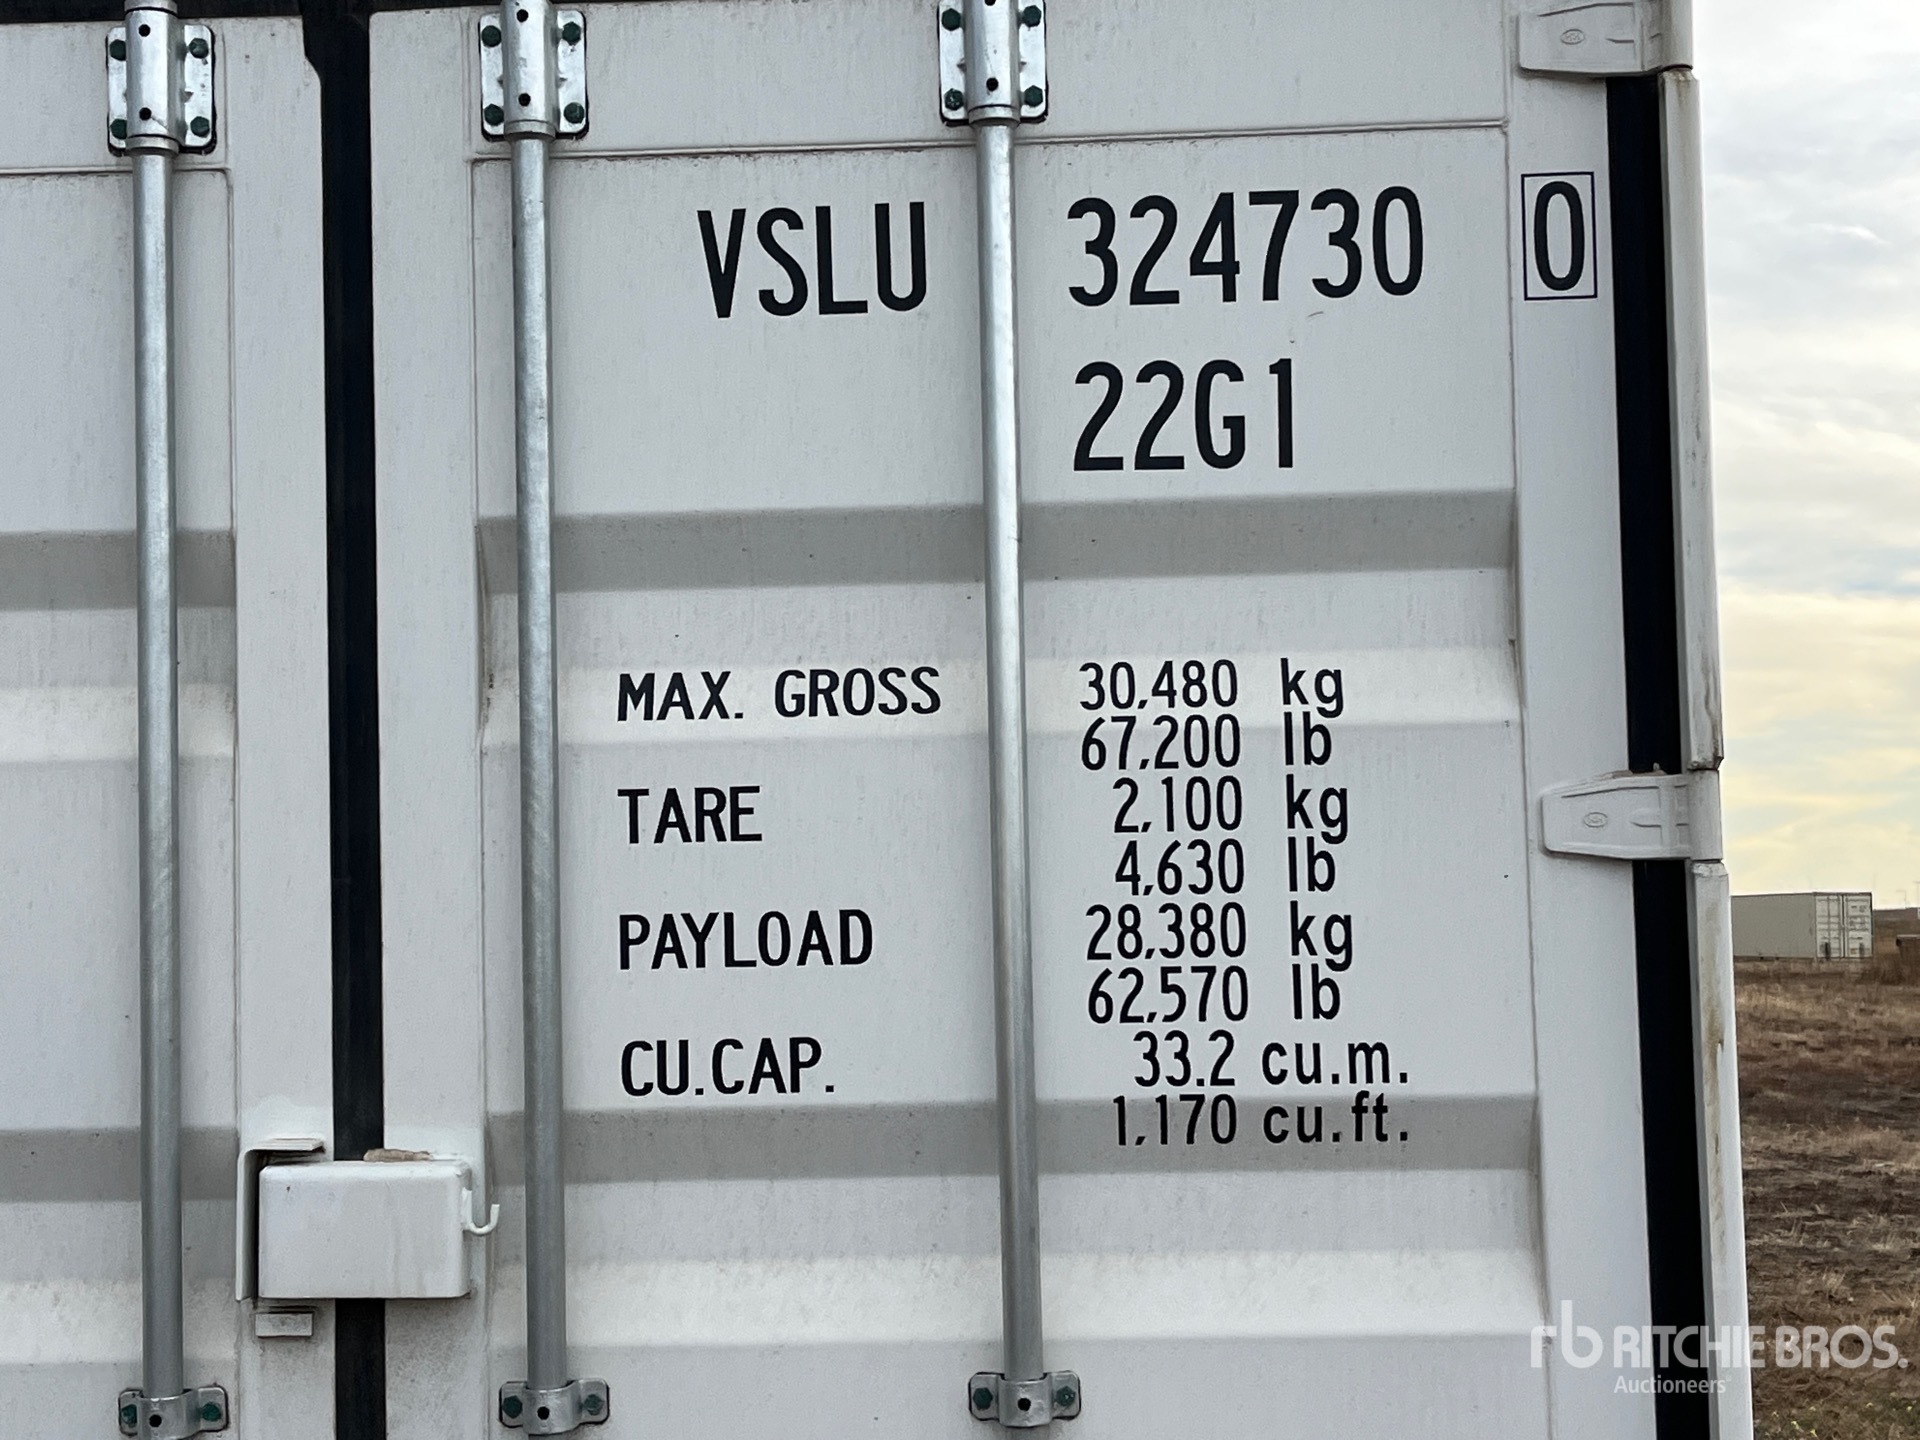 VSLU 324730 0
22G1
MAX. GROSS 30,480 kg
67,200 lb
TARE 2,100 kg
4,630 lb
PAYLOAD 28,380 kg
62,570 lb
CU.CAP. 33.2 cu.m.
1,170 cu.ft.
rb RITCHIE BROS.
Auctioneers